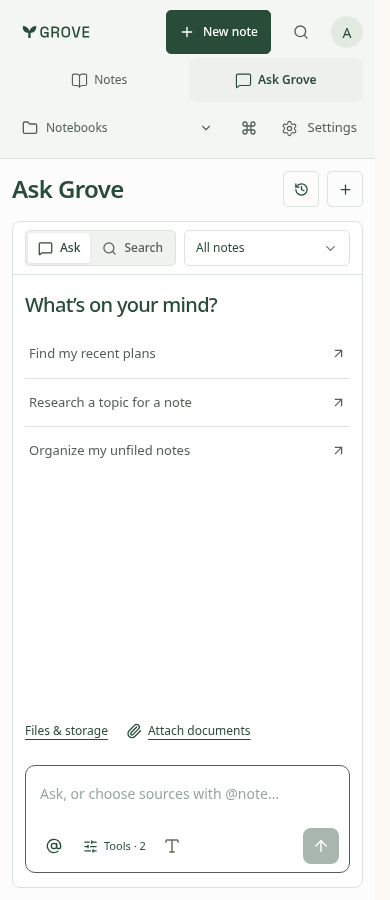 GROVE
New note
A
Notes
Ask Grove
Notebooks
Settings
Ask Grove
Ask
Search
All notes
What's on your mind?
Find my recent plans
Research a topic for a note
Organize my unfiled notes
Files & storage
Attach documents
Ask, or choose sources with @note…
Tools · 2